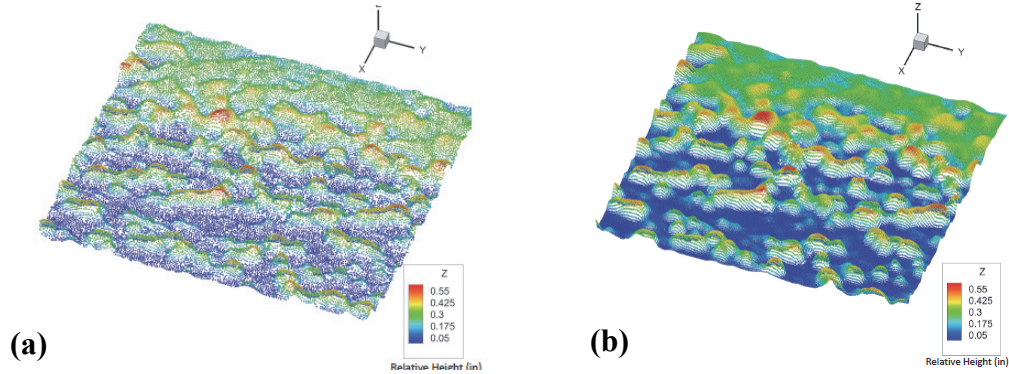 Z
Y
X
Z
0.55
0.425
0.3
0.175
0.05
Relative Height (in)
(a)
Z
Y
X
Z
0.55
0.425
0.3
0.175
0.05
Relative Height (in)
(b)